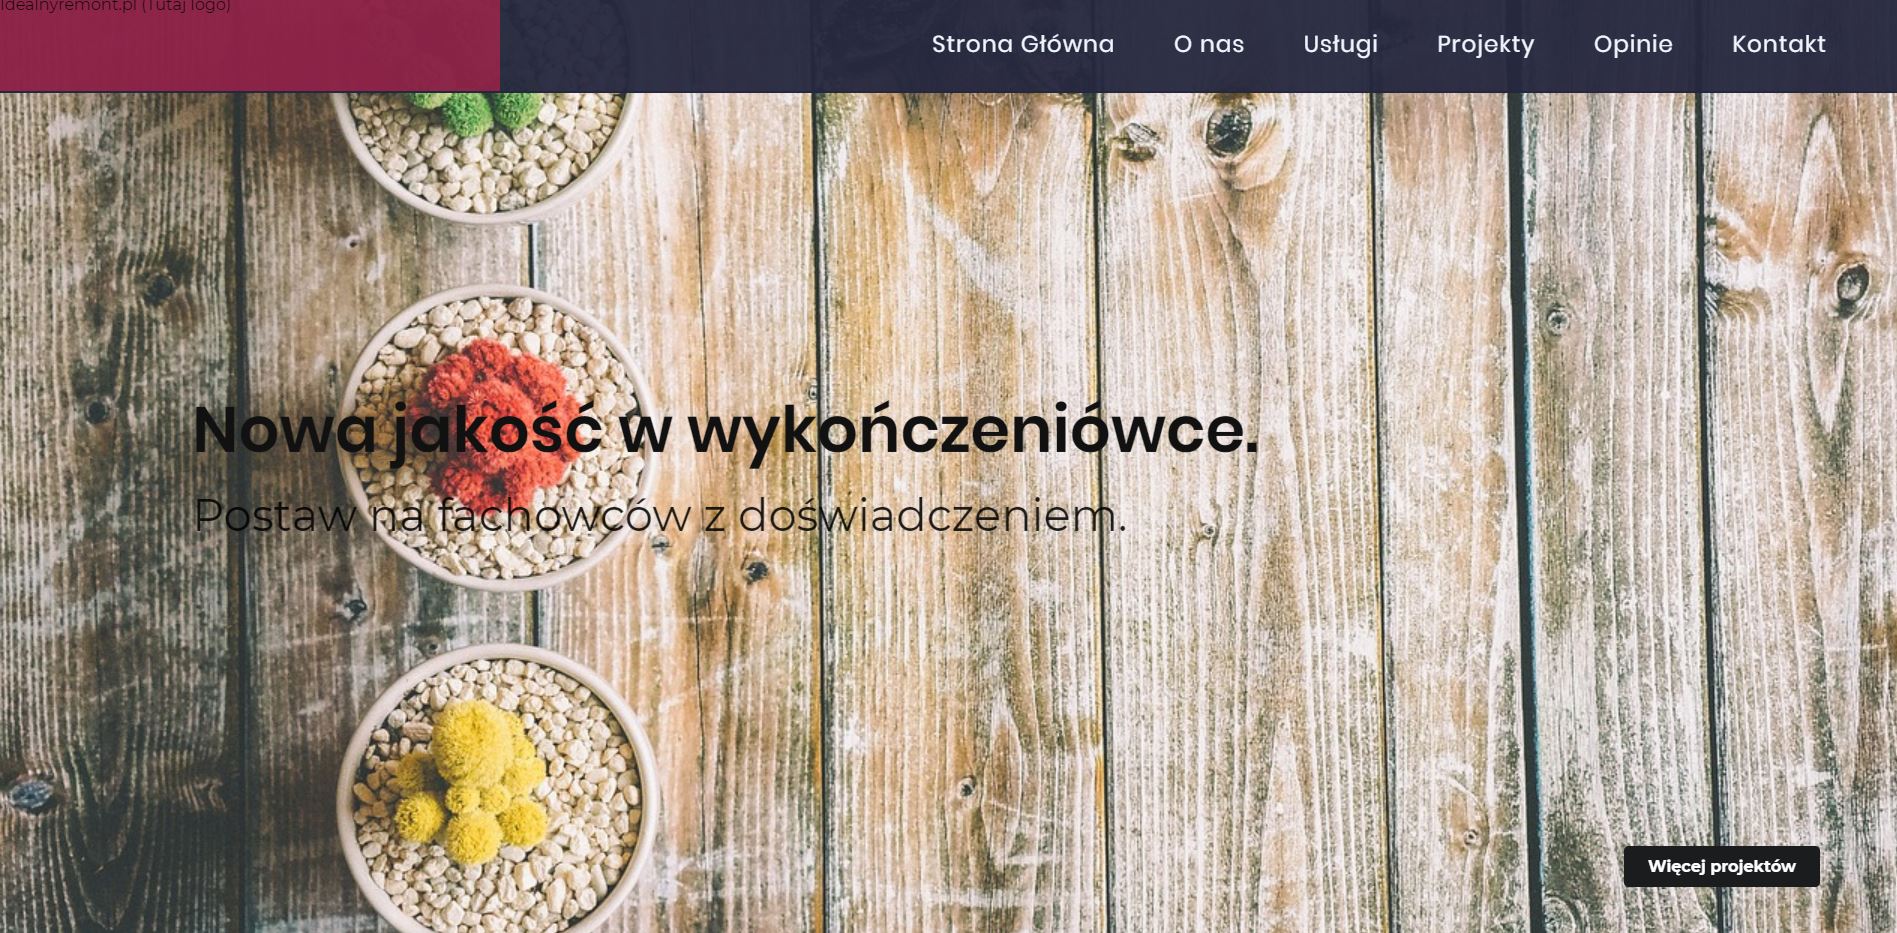 Idealnyremont.pl (Tutaj logo)
Strona Główna O nas Usługi Projekty Opinie Kontakt
Nowa jakość w wykończeniówce.
Postaw na fachowców z doświadczeniem.
Więcej projektów